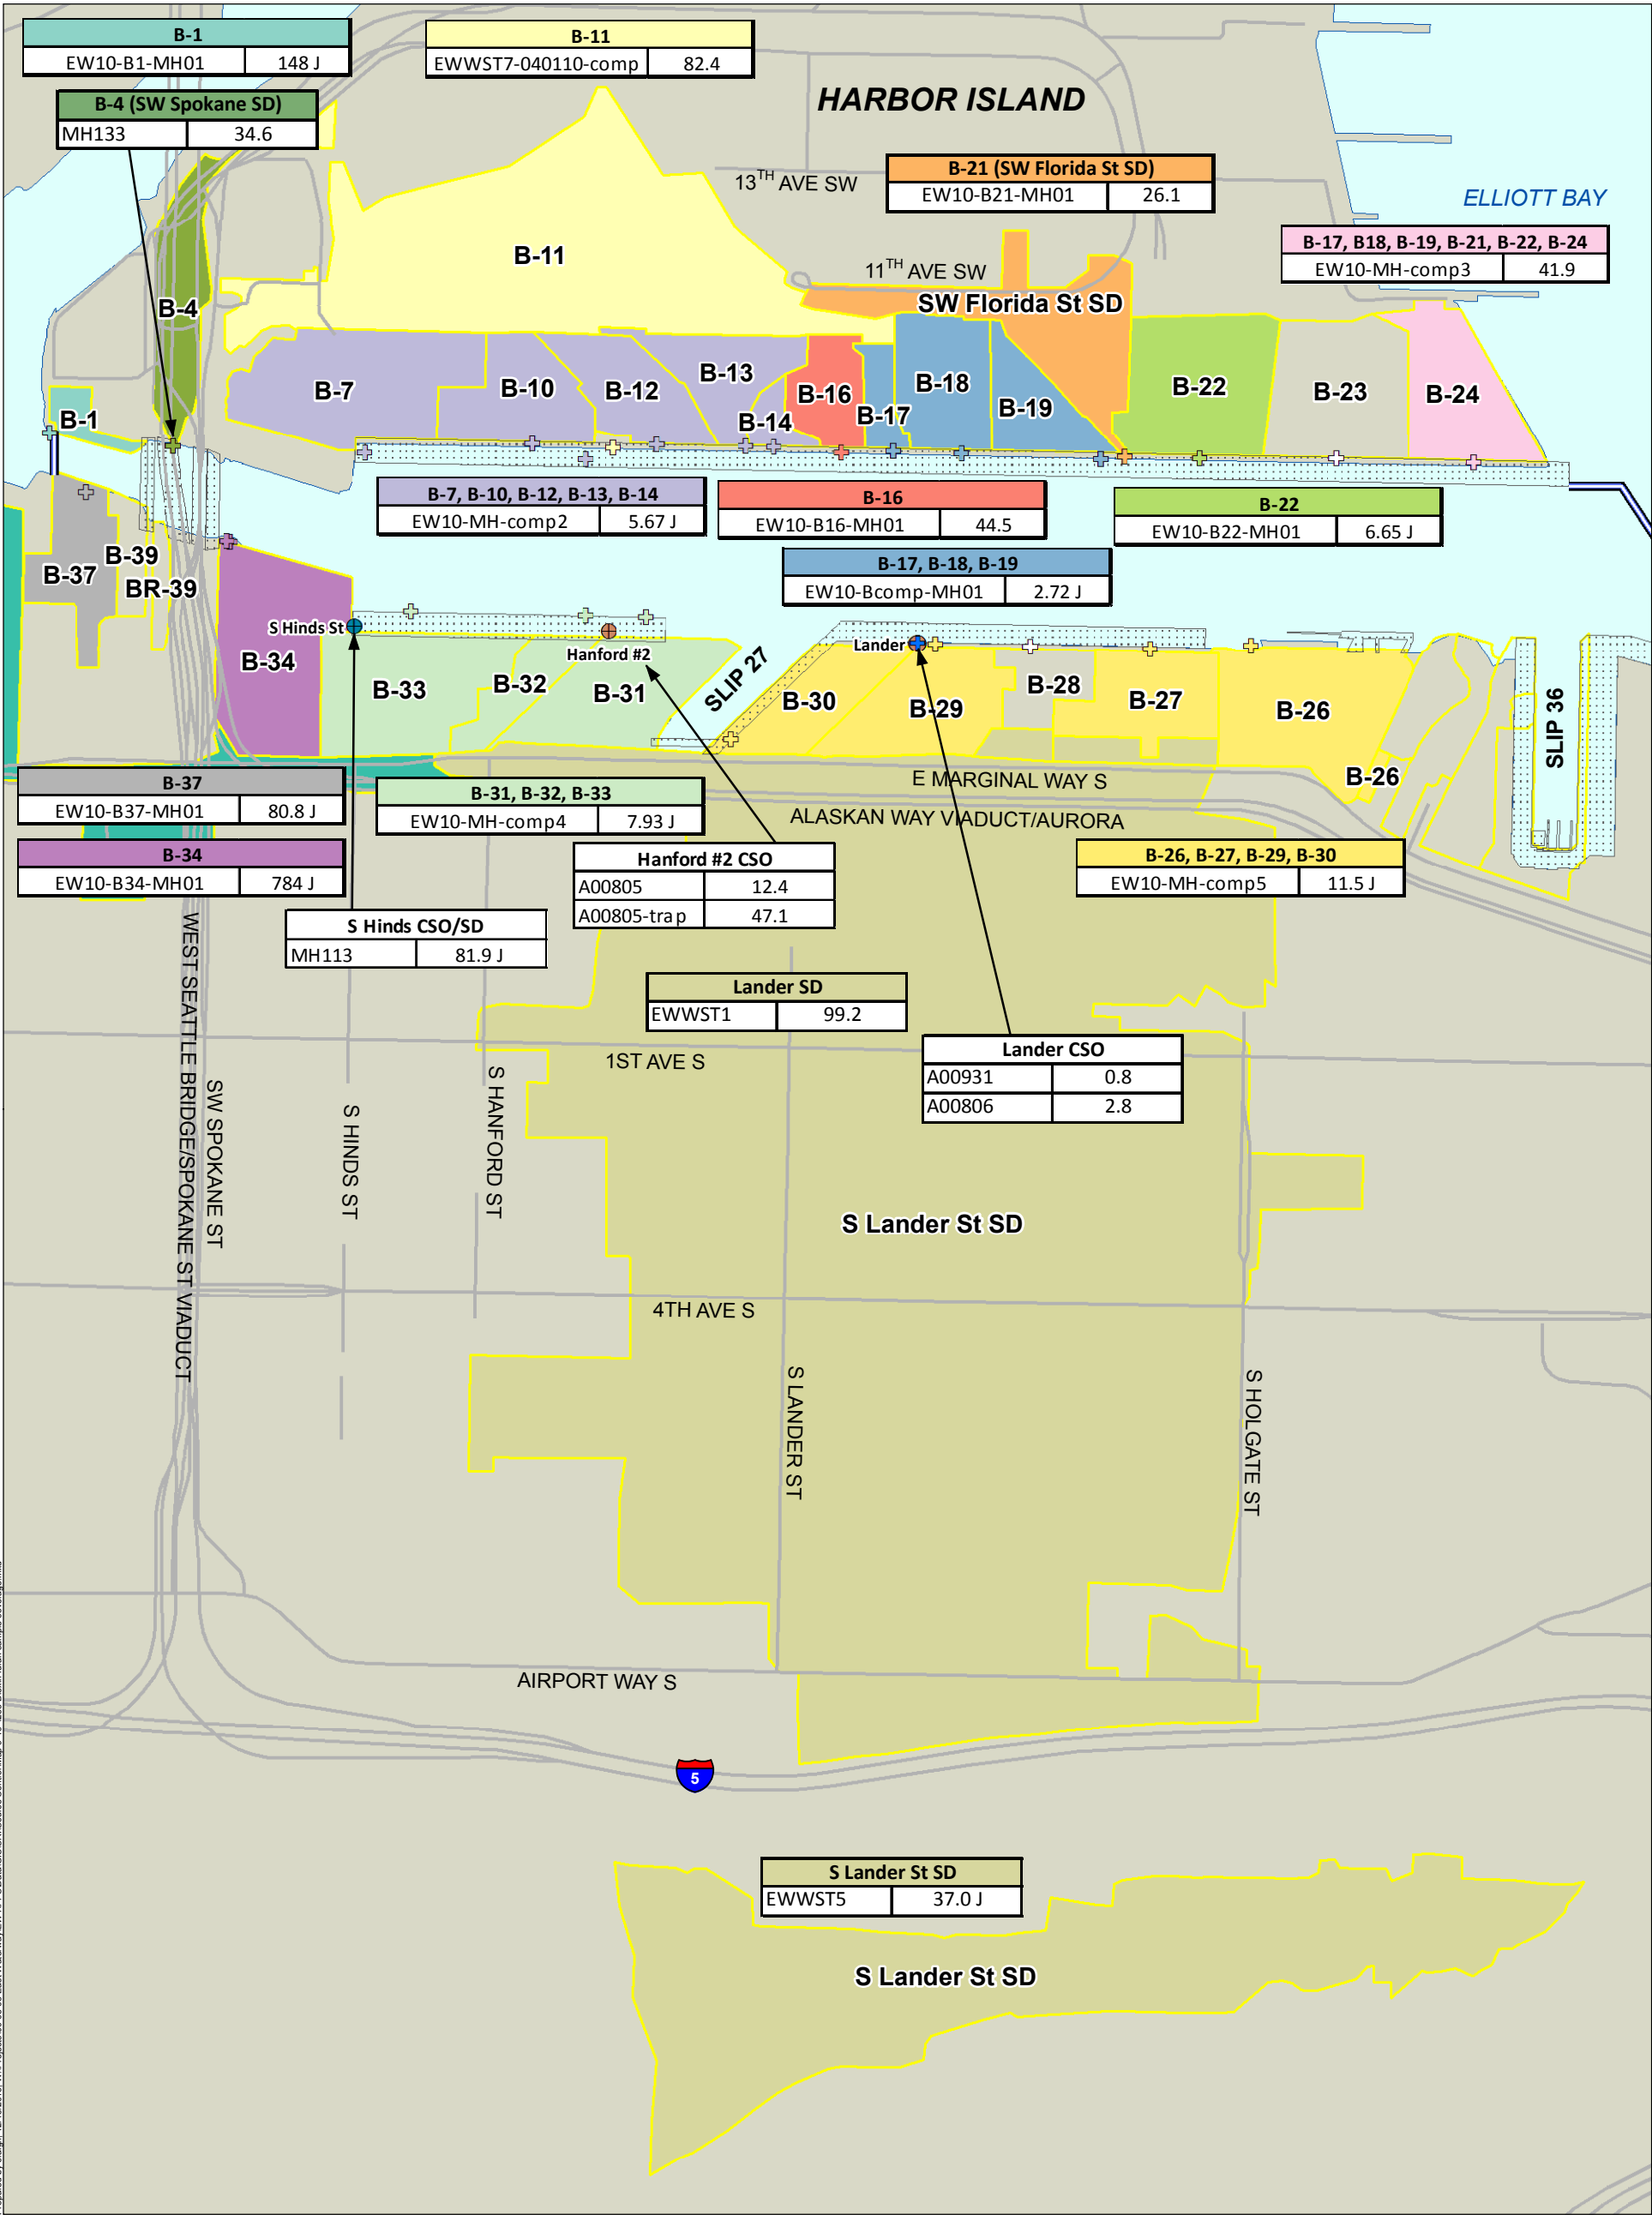 B-1
EW10-B1-MH01 148 J
B-11
EWWST7-040110-comp 82.4
B-4 (SW Spokane SD)
MH133 34.6
HARBOR ISLAND
13TH AVE SW
B-21 (SW Florida St SD)
EW10-B21-MH01 26.1
ELLIOTT BAY
B-17, B18, B-19, B-21, B-22, B-24
EW10-MH-comp3 41.9
B-11
11TH AVE SW
SW Florida St SD
B-4
B-1
B-7
B-10
B-12
B-13
B-14
B-16
B-17
B-18
B-19
B-22
B-23
B-24
B-7, B-10, B-12, B-13, B-14
EW10-MH-comp2 5.67 J
B-16
EW10-B16-MH01 44.5
B-22
EW10-B22-MH01 6.65 J
B-17, B-18, B-19
EW10-Bcomp-MH01 2.72 J
B-37
B-39
BR-39
B-34
S Hinds St
Hanford #2
B-33
B-32
B-31
SLIP 27
Lander
B-30
B-29
B-28
B-27
B-26
B-26
SLIP 36
E MARGINAL WAY S
ALASKAN WAY VIADUCT/AURORA
B-37
EW10-B37-MH01 80.8 J
B-31, B-32, B-33
EW10-MH-comp4 7.93 J
B-34
EW10-B34-MH01 784 J
Hanford #2 CSO
A00805 12.4
A00805-trap 47.1
B-26, B-27, B-29, B-30
EW10-MH-comp5 11.5 J
S Hinds CSO/SD
MH113 81.9 J
Lander SD
EWWST1 99.2
Lander CSO
A00931 0.8
A00806 2.8
1ST AVE S
WEST SEATTLE BRIDGE/SPOKANE ST VIADUCT
SW SPOKANE ST
S HINDS ST
S HANFORD ST
S Lander St SD
4TH AVE S
S LANDER ST
S HOLGATE ST
AIRPORT WAY S
5
S Lander St SD
EWWST5 37.0 J
S Lander St SD